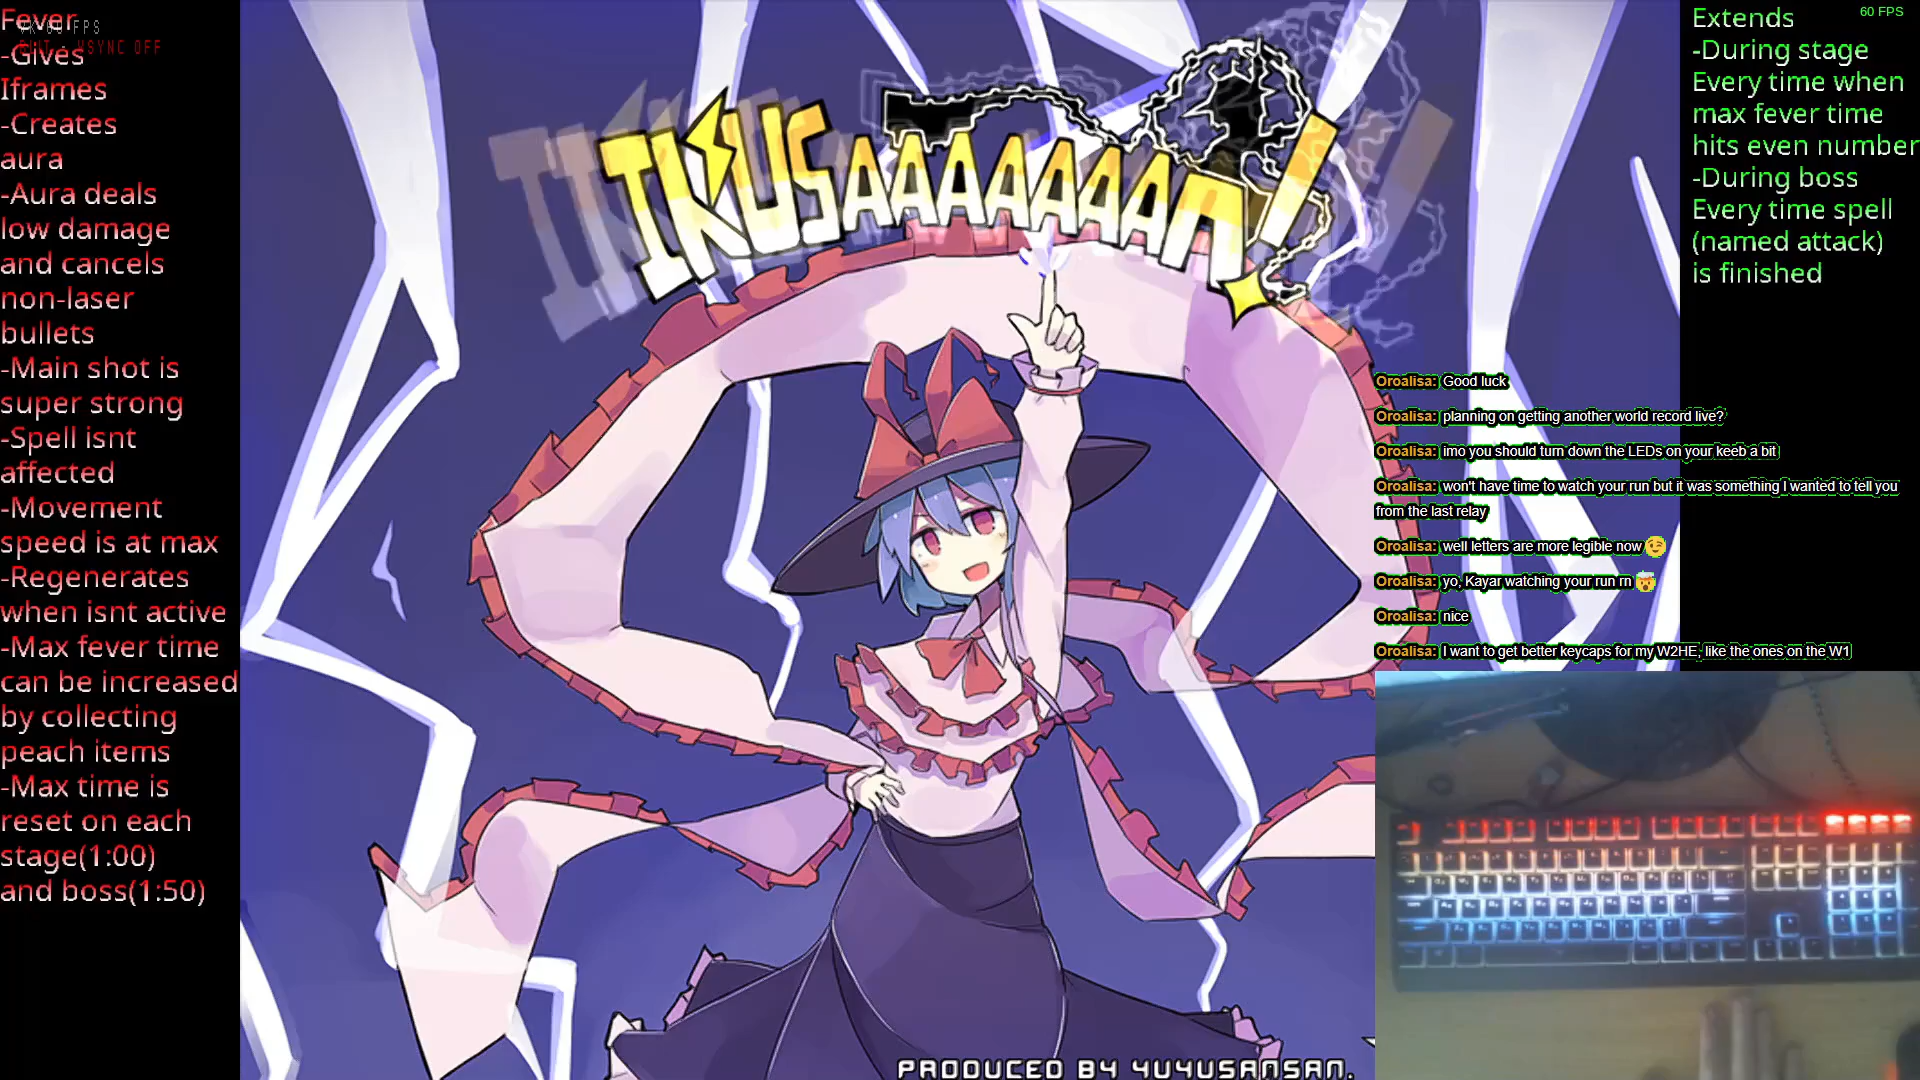 Fever
-Gives
Iframes
-Creates
aura
-Aura deals
low damage
and cancels
non-laser
bullets
-Main shot is
super strong
-Spell isnt
affected
-Movement
speed is at max
-Regenerates
when isnt active
-Max fever time
can be increased
by collecting
peach items
-Max time is
reset on each
stage(1:00)
and boss(1:50)
VSYNC OFF
IKUSAAAAAAAAn!
PRODUCED BY 4U4USANSAN.
60 FPS
Extends
-During stage
Every time when
max fever time
hits even number
-During boss
Every time spell
(named attack)
is finished
Oroalisa: Good luck
Oroalisa: planning on getting another world record live?
Oroalisa: imo you should turn down the LEDs on your keeb a bit
Oroalisa: won't have time to watch your run but it was something I wanted to tell you
from the last relay
Oroalisa: well letters are more legible now 😉
Oroalisa: yo, Kayar watching your run rn 🤯
Oroalisa: nice
Oroalisa: I want to get better keycaps for my W2HE, like the ones on the W1